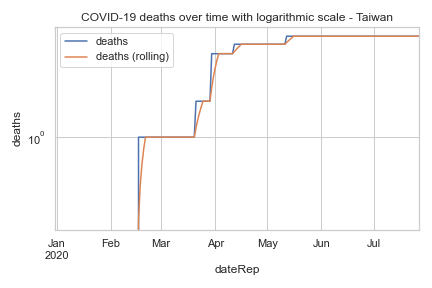 COVID-19 deaths over time with logarithmic scale - Taiwan
deaths
deaths (rolling)
deaths
10⁰
Jan
2020
Feb
Mar
Apr
May
Jun
Jul
dateRep